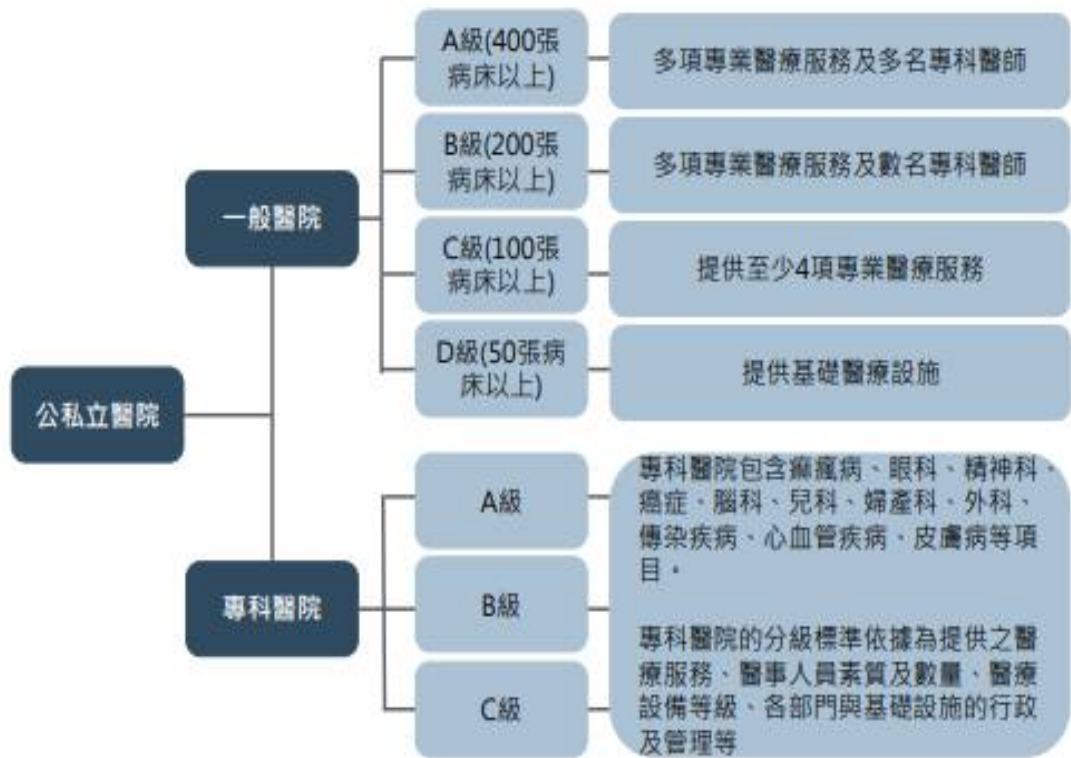 公私立醫院
一般醫院
A級(400張
病床以上)
多項專業醫療服務及多名專科醫師
B級(200張
病床以上)
多項專業醫療服務及數名專科醫師
C級(100張
病床以上)
提供至少4項專業醫療服務
D級(50張病
床以上)
提供基礎醫療設施
專科醫院
A級
B級
C級
專科醫院包含痲瘋病、眼科、精神科、
癌症、腦科、兒科、婦產科、外科、
傳染疾病、心血管疾病、皮膚病等項
目。
專科醫院的分級標準依據為提供之醫
療服務、醫事人員素質及數量、醫療
設備等級、各部門與基礎設施的行政
及管理等